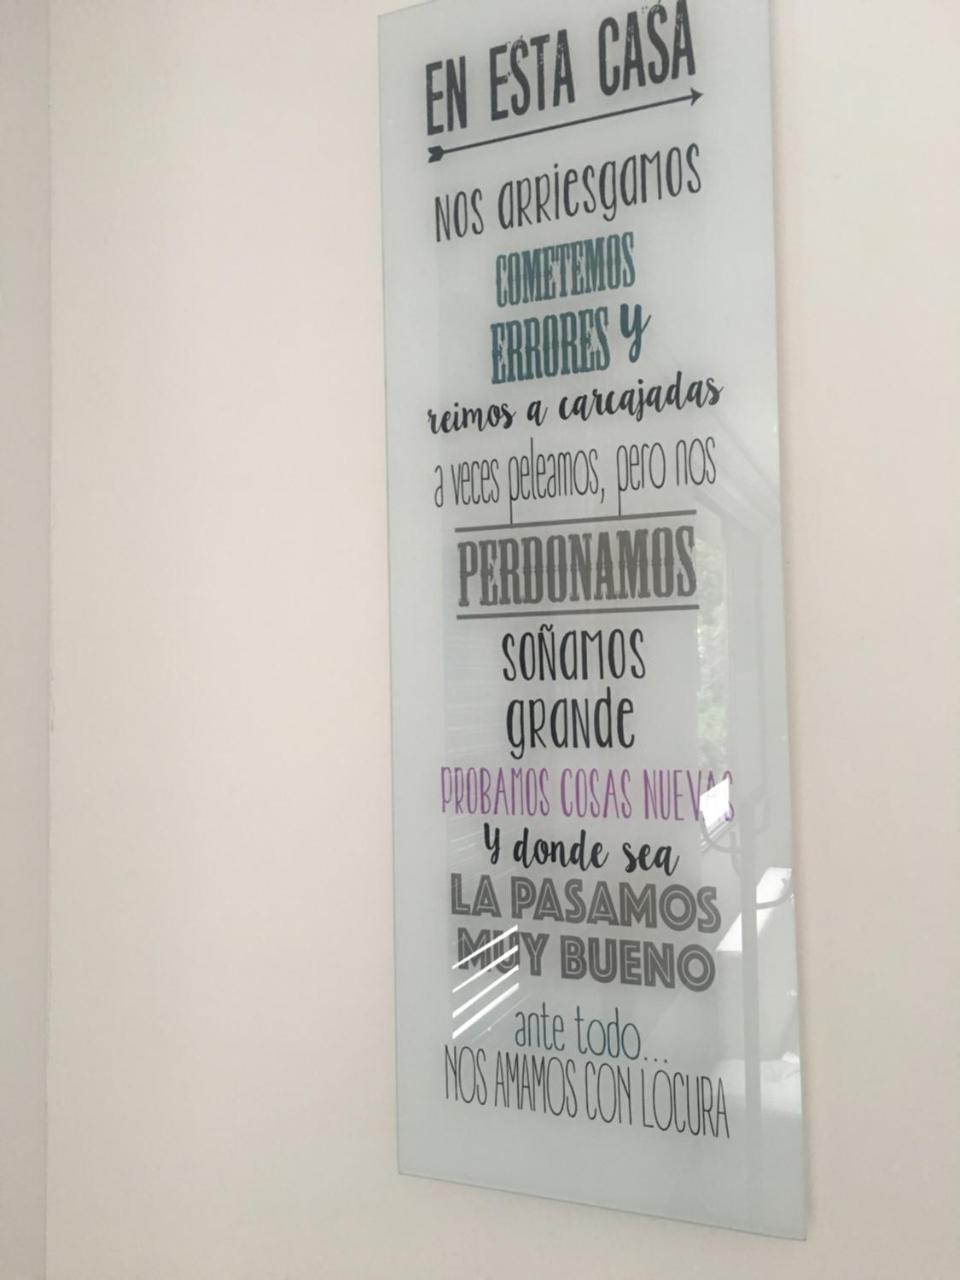 EN ESTA CASA
NOS aRRiesgaMOS
COMETEMOS
ERRORES y
reimos a carcajadas
a veces peleamos, pero nos
PERDONAMOS
SOÑaMOS
gRaNde
PROBAMOS COSAS NUEVAS
y donde sea
LA PASAMOS
MUY BUENO
ante todo...
NOS AMAMOS CON LOCURA